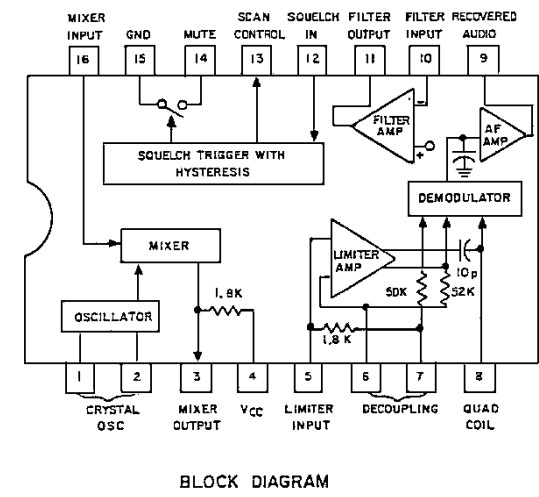 MIXER INPUT
GND
MUTE
SCAN CONTROL
SQUELCH IN
FILTER OUTPUT
FILTER INPUT
RECOVERED AUDIO
16
15
14
13
12
11
10
9
FILTER AMP
-
+
AF AMP
SQUELCH TRIGGER WITH
HYSTERESIS
DEMODULATOR
MIXER
LIMITER AMP
10p
1.8K
50K
52K
OSCILLATOR
1.8 K
1
2
3
4
5
6
7
8
CRYSTAL OSC
MIXER OUTPUT
VCC
LIMITER INPUT
DECOUPLING
QUAD COIL
BLOCK DIAGRAM